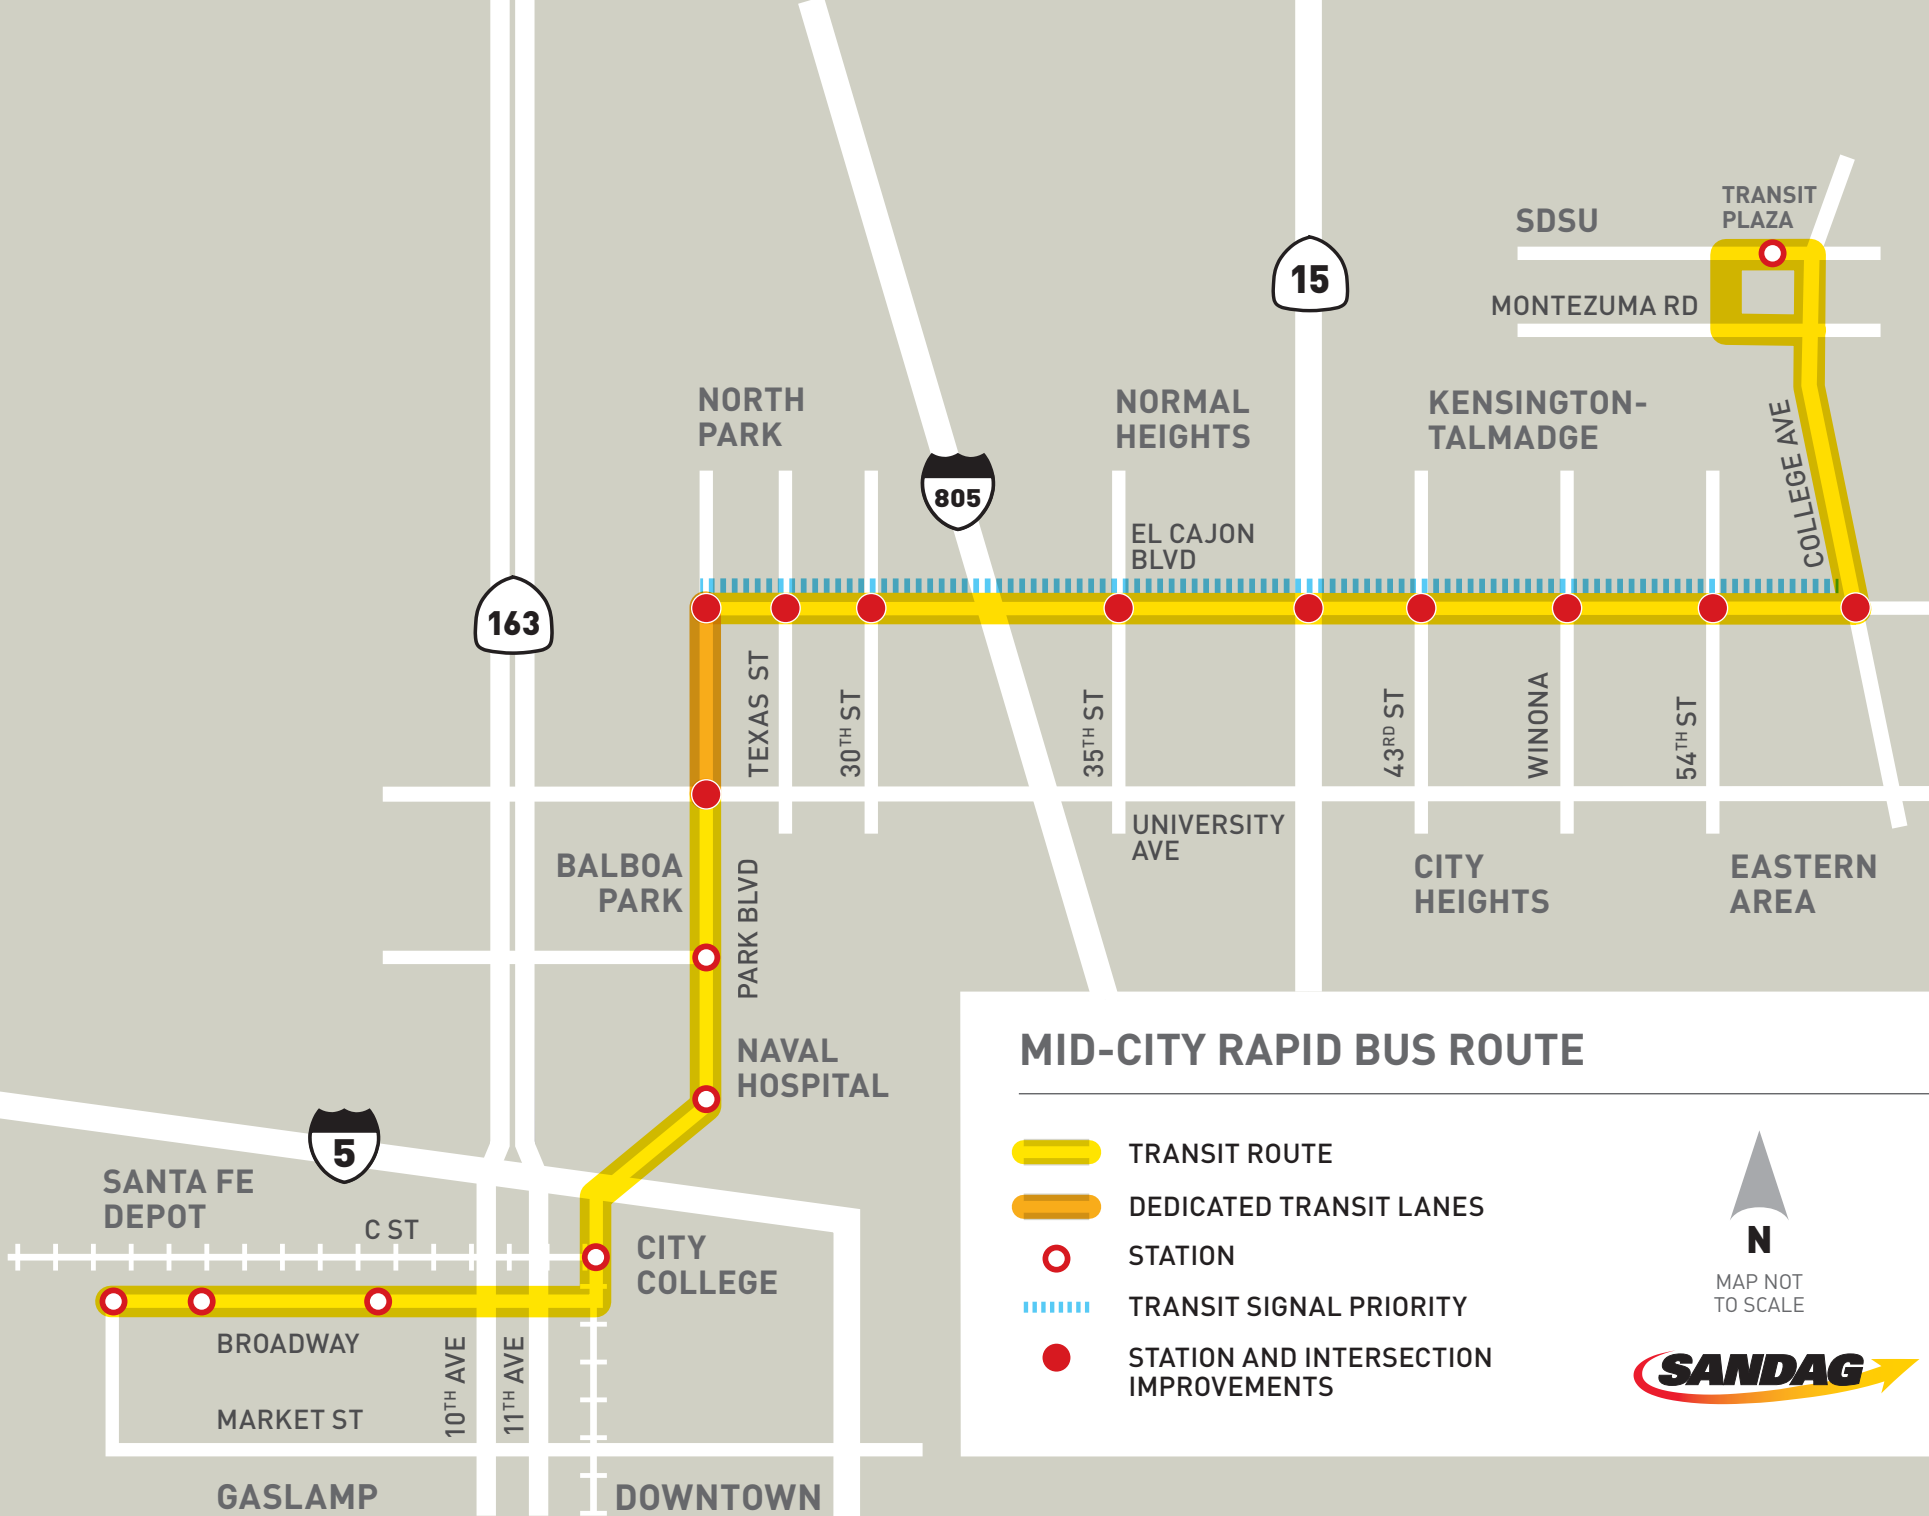 TRANSIT
PLAZA
SDSU
15
MONTEZUMA RD
NORTH
PARK
NORMAL
HEIGHTS
KENSINGTON-
TALMADGE
COLLEGE AVE
805
EL CAJON
BLVD
163
TEXAS ST
30TH ST
35TH ST
43RD ST
WINONA
54TH ST
UNIVERSITY
AVE
BALBOA
PARK
PARK BLVD
CITY
HEIGHTS
EASTERN
AREA
NAVAL
HOSPITAL
5
SANTA FE
DEPOT
C ST
CITY
COLLEGE
BROADWAY
10TH AVE
11TH AVE
MARKET ST
GASLAMP
DOWNTOWN
MID-CITY RAPID BUS ROUTE
TRANSIT ROUTE
DEDICATED TRANSIT LANES
STATION
TRANSIT SIGNAL PRIORITY
STATION AND INTERSECTION
IMPROVEMENTS
N
MAP NOT
TO SCALE
SANDAG